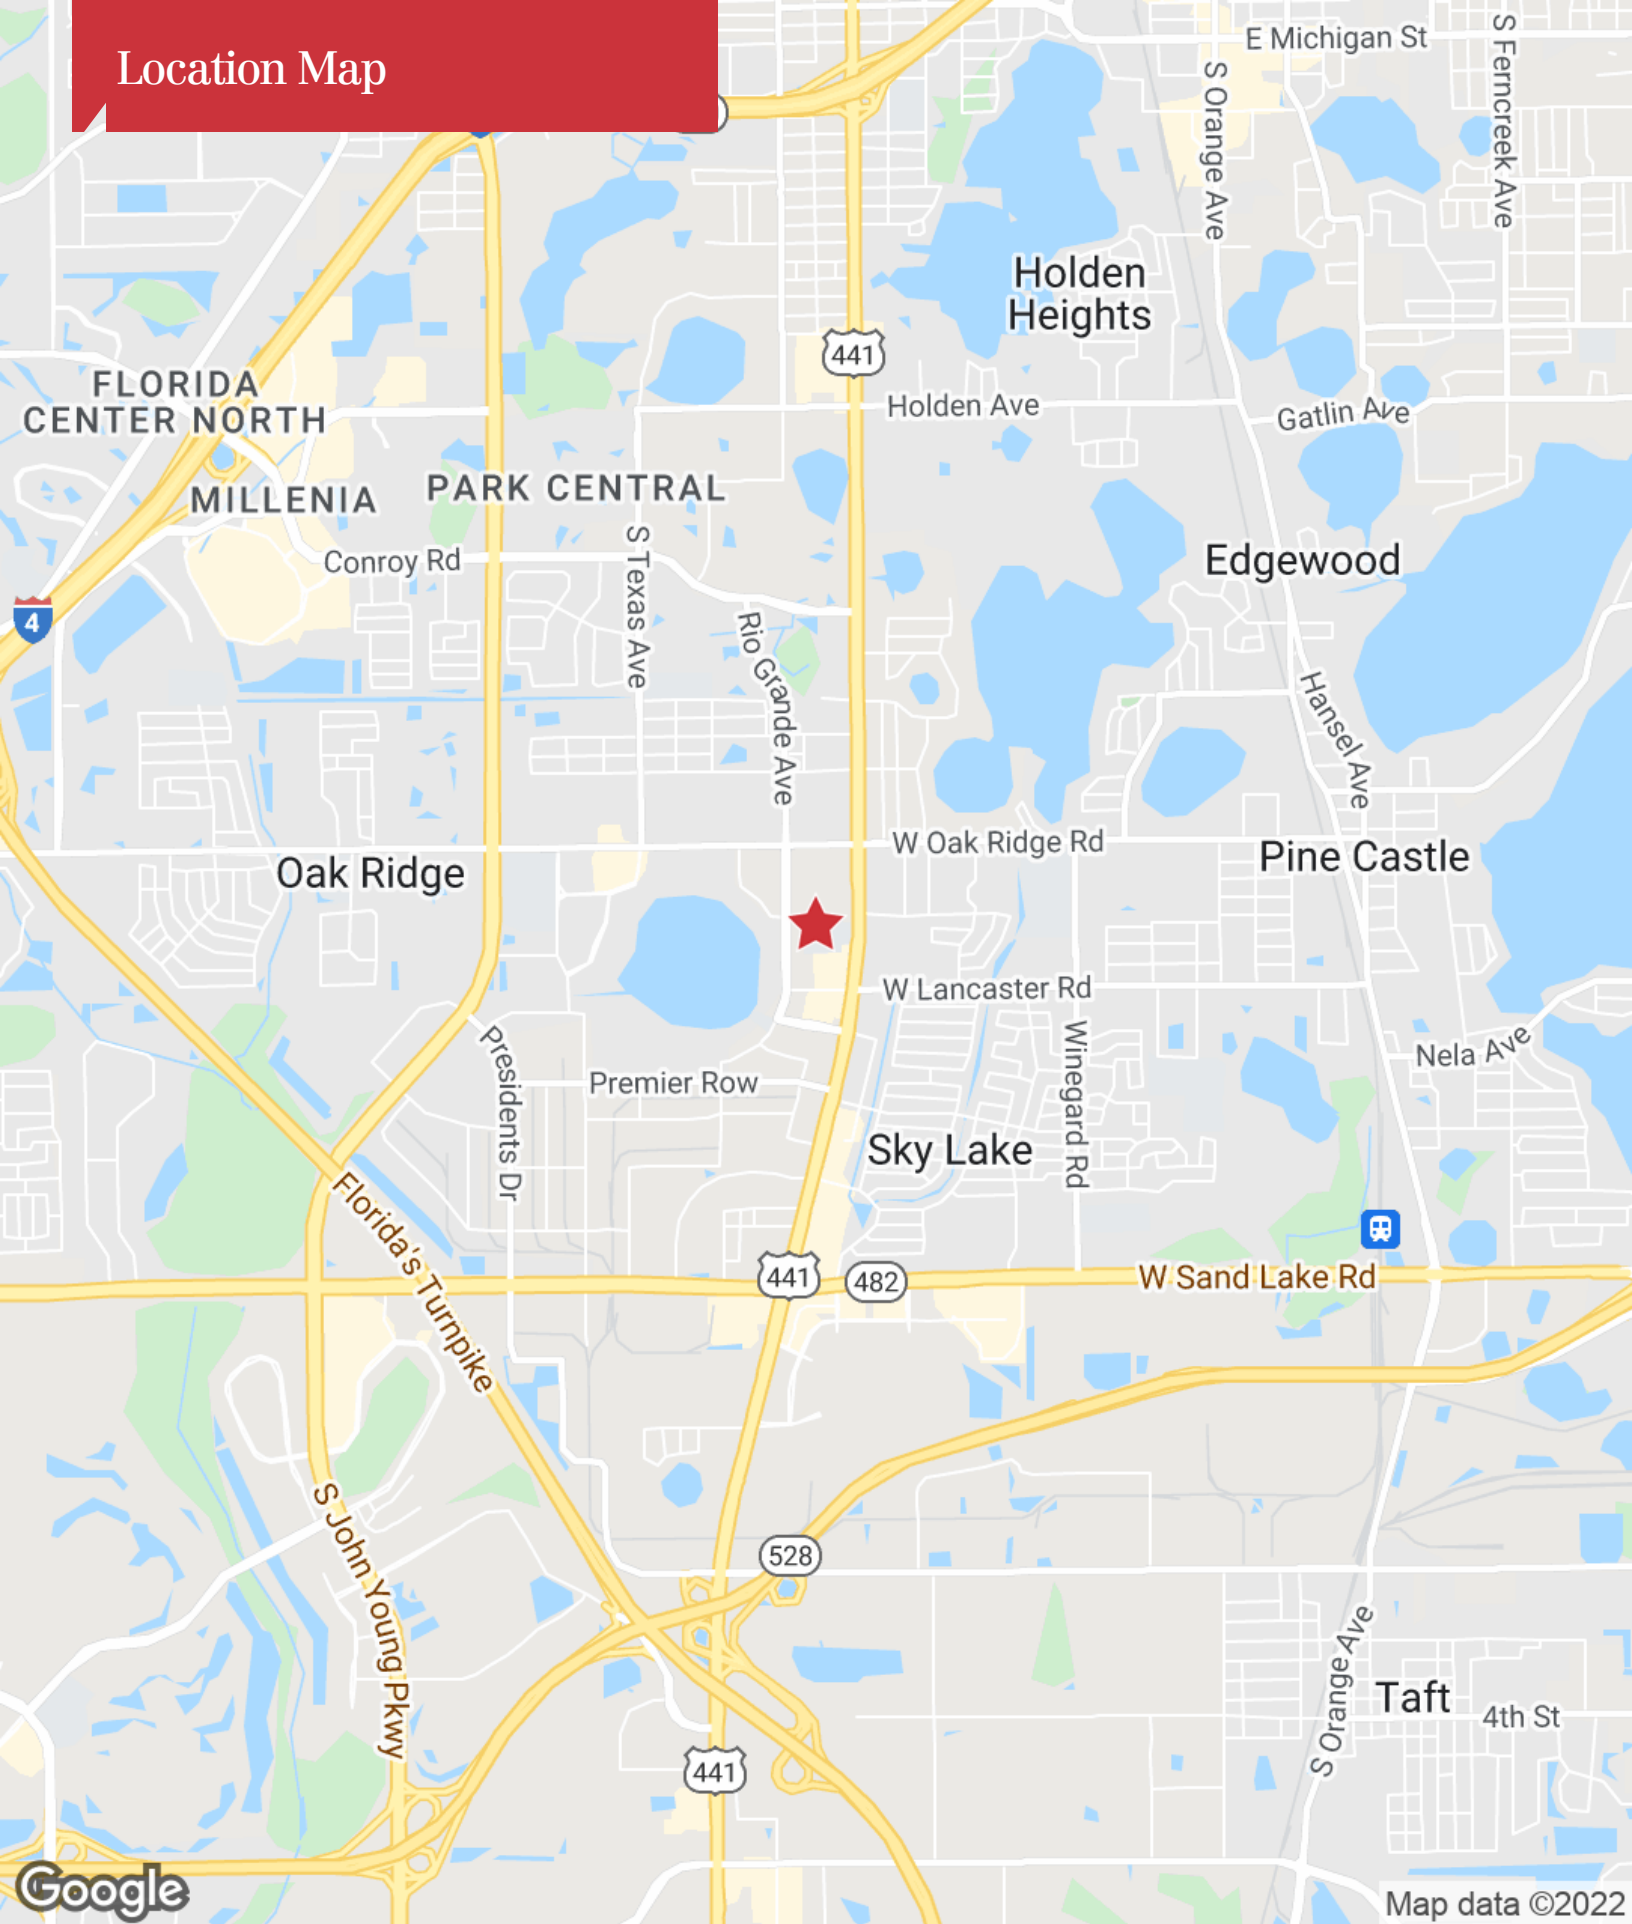 Location Map
E Michigan St
S Orange Ave
S Ferncreek Ave
Holden
Heights
441
FLORIDA
CENTER NORTH
Holden Ave
Gatlin Ave
MILLENIA
PARK CENTRAL
Conroy Rd
S Texas Ave
Edgewood
4
Rio Grande Ave
Hansel Ave
W Oak Ridge Rd
Oak Ridge
Pine Castle
W Lancaster Rd
Presidents Dr
Premier Row
Winegard Rd
Nela Ave
Sky Lake
Florida's Turnpike
441
482
W Sand Lake Rd
S John Young Pkwy
528
S Orange Ave
Taft
4th St
441
Google
Map data ©2022